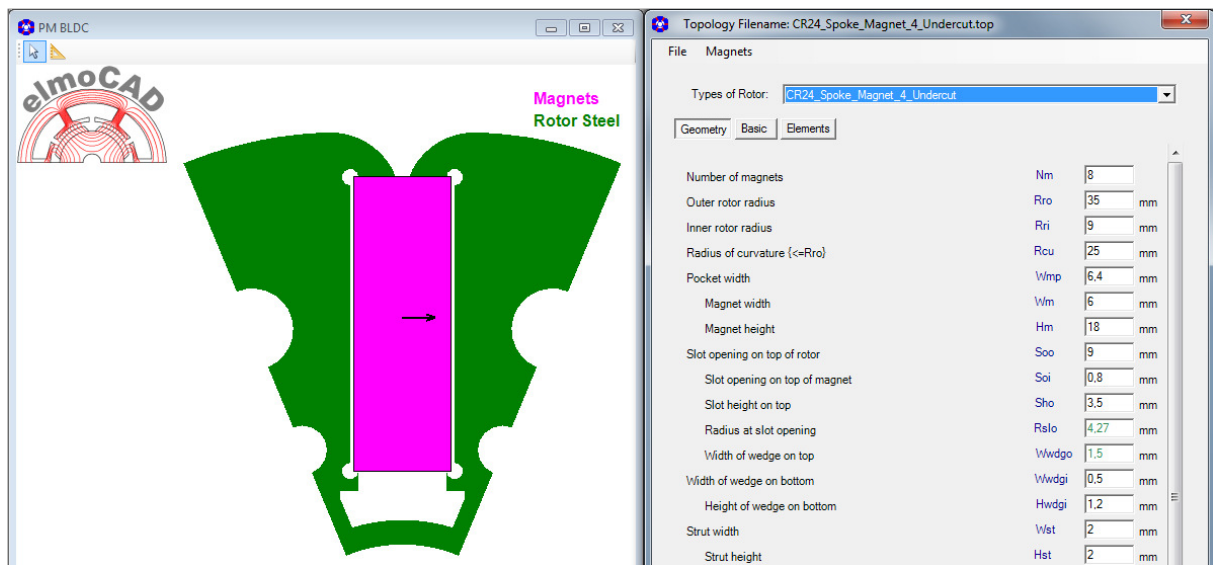 PM BLDC
elmoCAD
Magnets
Rotor Steel
Topology Filename: CR24_Spoke_Magnet_4_Undercut.top
File Magnets
Types of Rotor: CR24_Spoke_Magnet_4_Undercut
Geometry Basic Elements
Number of magnets Nm 8
Outer rotor radius Rro 35 mm
Inner rotor radius Rri 9 mm
Radius of curvature {<=Rro} Rcu 25 mm
Pocket width Wmp 6,4 mm
Magnet width Wm 6 mm
Magnet height Hm 18 mm
Slot opening on top of rotor Soo 9 mm
Slot opening on top of magnet Soi 0,8 mm
Slot height on top Sho 3,5 mm
Radius at slot opening Rslo 4,27 mm
Width of wedge on top Wwdgo 1,5 mm
Width of wedge on bottom Wwdgi 0,5 mm
Height of wedge on bottom Hwdgi 1,2 mm
Strut width Wst 2 mm
Strut height Hst 2 mm